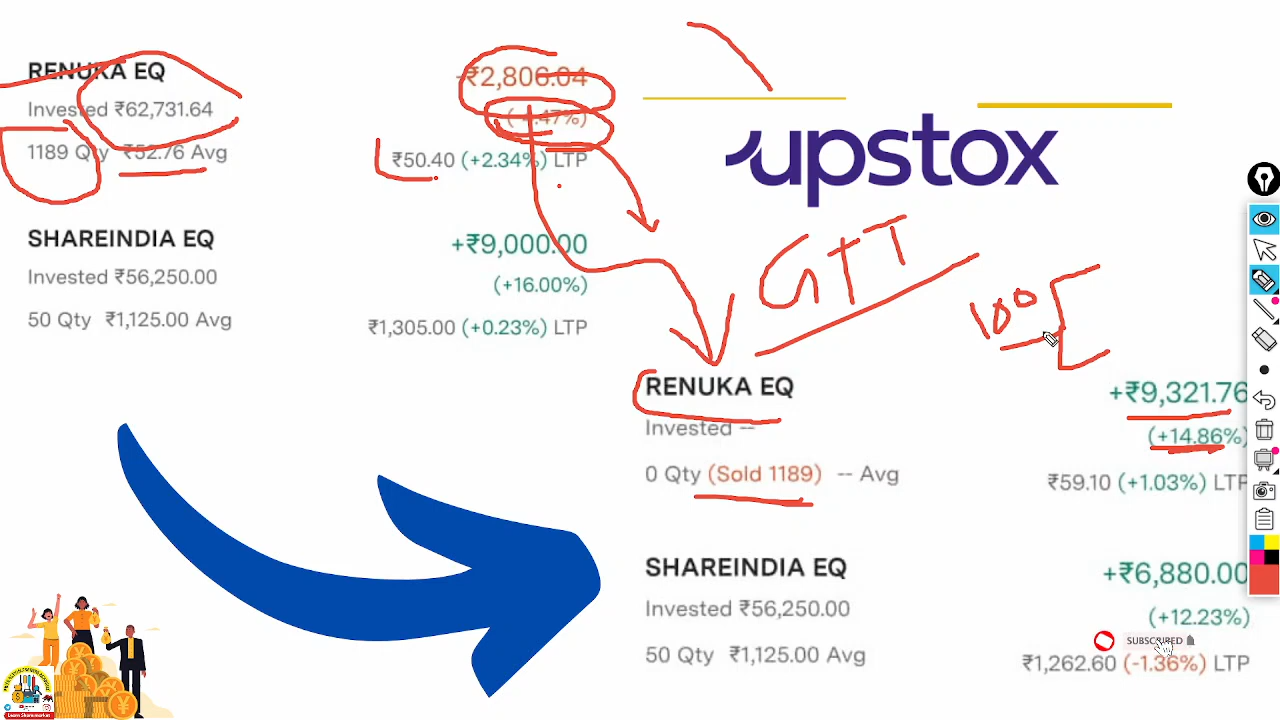 RENUKA EQ
-₹2,806.04
Invested ₹62,731.64
1189 Qty ₹52.76 Avg
₹50.40 (+2.34%) LTP
SHAREINDIA EQ
+₹9,000.00
Invested ₹56,250.00
(+16.00%)
50 Qty ₹1,125.00 Avg
₹1,305.00 (+0.23%) LTP
upstox
GTT
100
RENUKA EQ
+₹9,321.76
Invested --
(+14.86%)
0 Qty (Sold 1189) -- Avg
₹59.10 (+1.03%) LTP
SHAREINDIA EQ
+₹6,880.00
Invested ₹56,250.00
(+12.23%)
50 Qty ₹1,125.00 Avg
₹1,262.60 (-1.36%) LTP
SUBSCRIBED
Learn Sharemarket